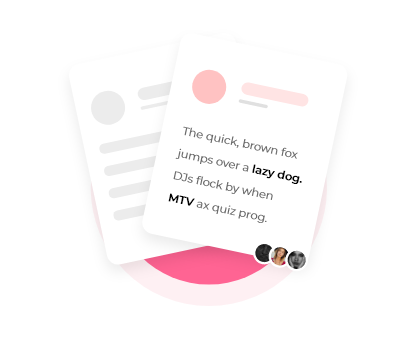 The quick, brown fox
jumps over a lazy dog.
DJs flock by when
MTV ax quiz prog.